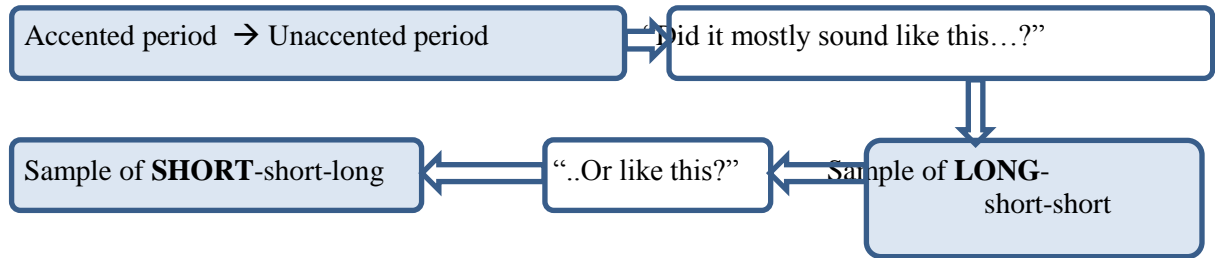 Accented period → Unaccented period
“Did it mostly sound like this…?”
Sample of LONG-
short-short
“..Or like this?”
Sample of SHORT-short-long